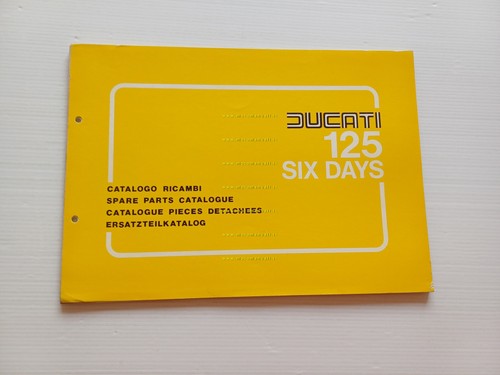 DUCATI
125
SIX DAYS
CATALOGO RICAMBI
SPARE PARTS CATALOGUE
CATALOGUE PIECES DETACHEES
ERSATZTEILKATALOG